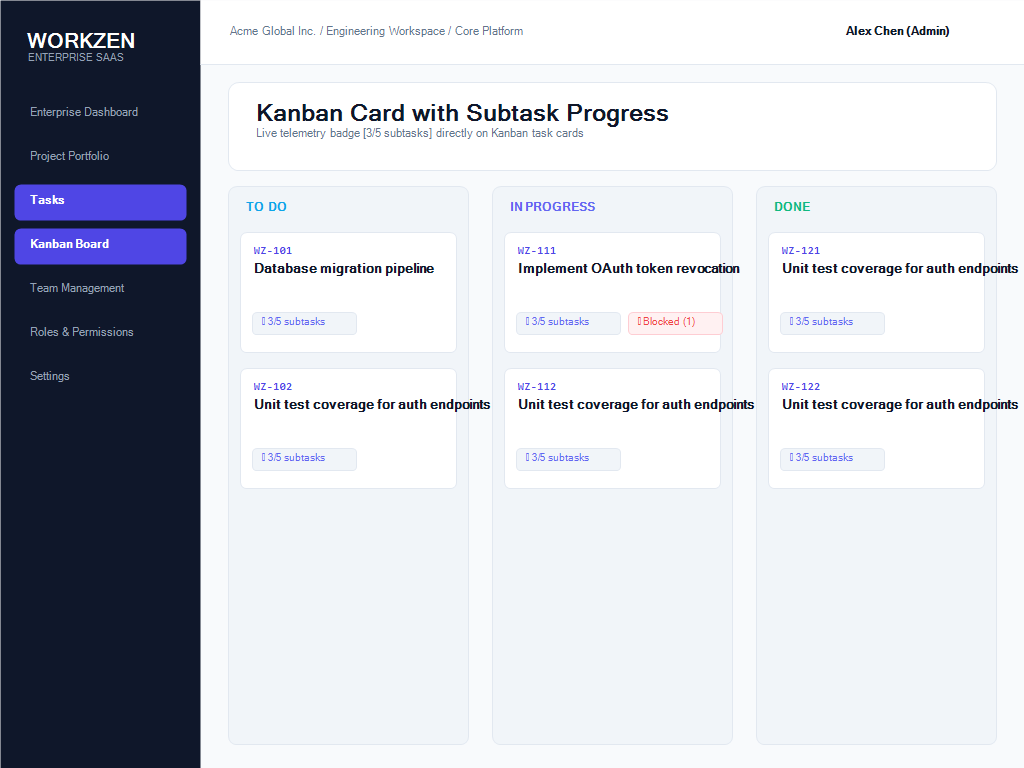 WORKZEN
ENTERPRISE SAAS
Enterprise Dashboard
Project Portfolio
Tasks
Kanban Board
Team Management
Roles & Permissions
Settings
Acme Global Inc. / Engineering Workspace / Core Platform
Alex Chen (Admin)
Kanban Card with Subtask Progress
Live telemetry badge [3/5 subtasks] directly on Kanban task cards
TO DO
WZ-101
Database migration pipeline
3/5 subtasks
WZ-102
Unit test coverage for auth endpoints
3/5 subtasks
IN PROGRESS
WZ-111
Implement OAuth token revocation
3/5 subtasks
Blocked (1)
WZ-112
Unit test coverage for auth endpoints
3/5 subtasks
DONE
WZ-121
Unit test coverage for auth endpoints
3/5 subtasks
WZ-122
Unit test coverage for auth endpoints
3/5 subtasks